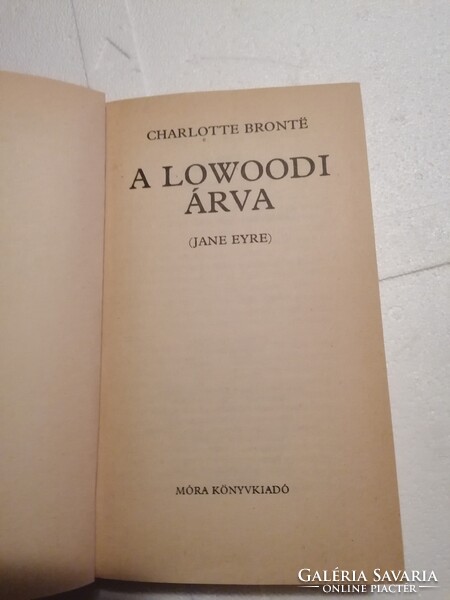 CHARLOTTE BRONTË
A LOWOODI
ÁRVA
(JANE EYRE)
MÓRA KÖNYVKIADÓ
GALÉRIA SAVARIA
ONLINE PIACTÉR